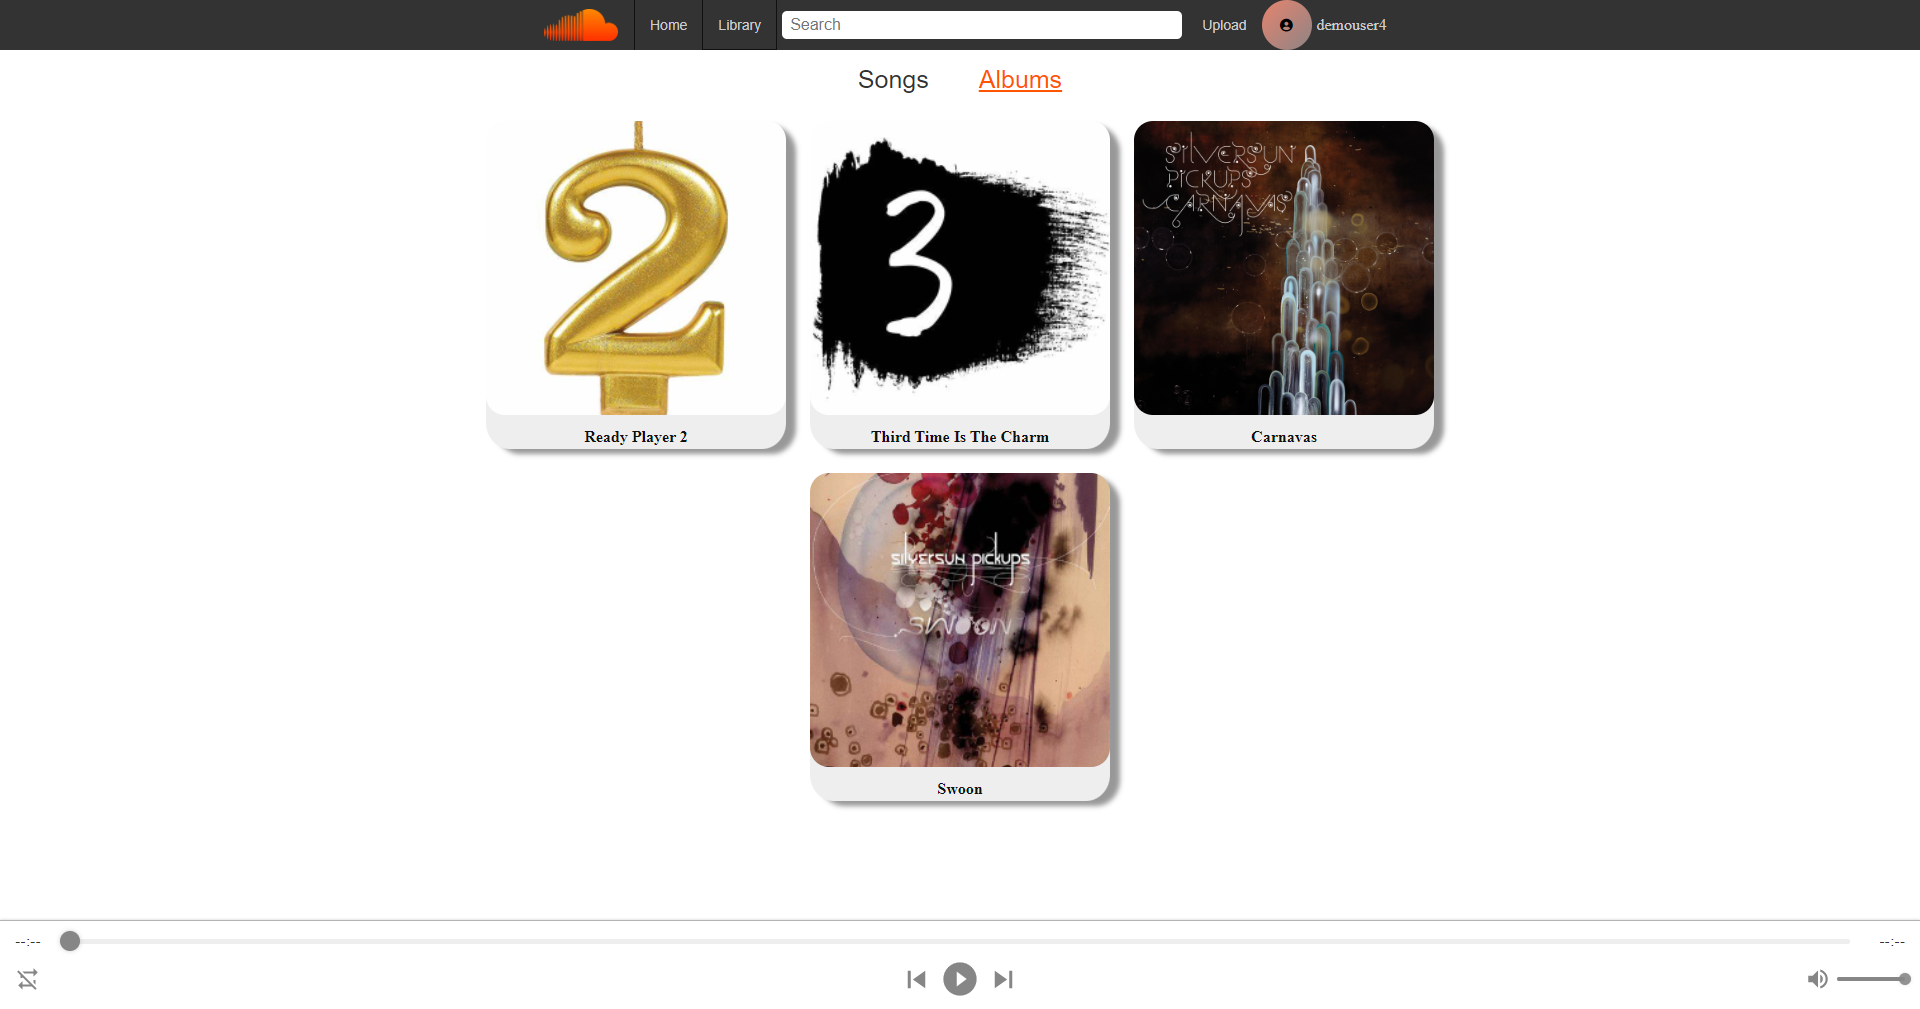 Home
Library
Search
Upload
demouser4
Songs
Albums
2
3
SILVERSUN
PICKUPS
CARNAVAS
Ready Player 2
Third Time Is The Charm
Carnavas
silversun pickups
SWOON
Swoon
--:--
--:--